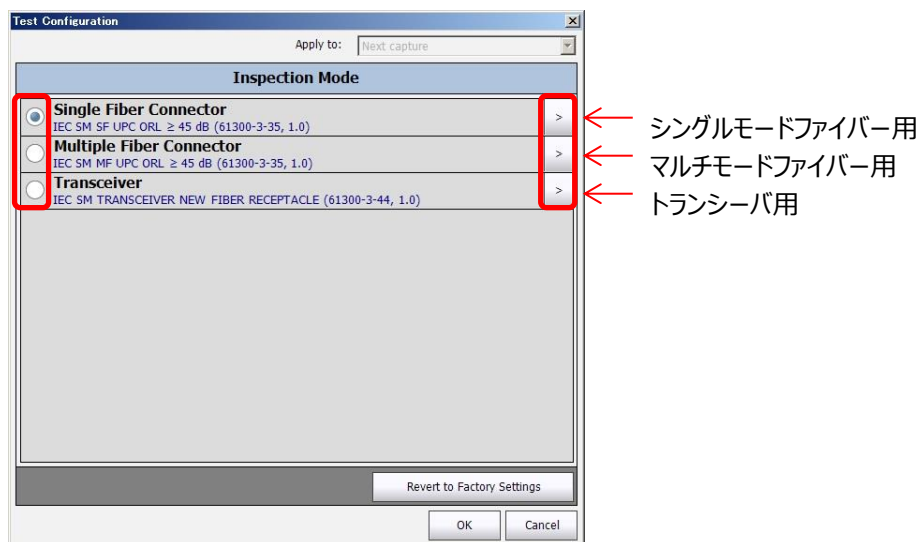 Test Configuration
Apply to: Next capture
Inspection Mode
Single Fiber Connector
IEC SM SF UPC ORL ≥ 45 dB (61300-3-35, 1.0)
>
シングルモードファイバー用
Multiple Fiber Connector
IEC SM MF UPC ORL ≥ 45 dB (61300-3-35, 1.0)
>
マルチモードファイバー用
Transceiver
IEC SM TRANSCEIVER NEW FIBER RECEPTACLE (61300-3-44, 1.0)
>
トランシーバ用
Revert to Factory Settings
OK
Cancel